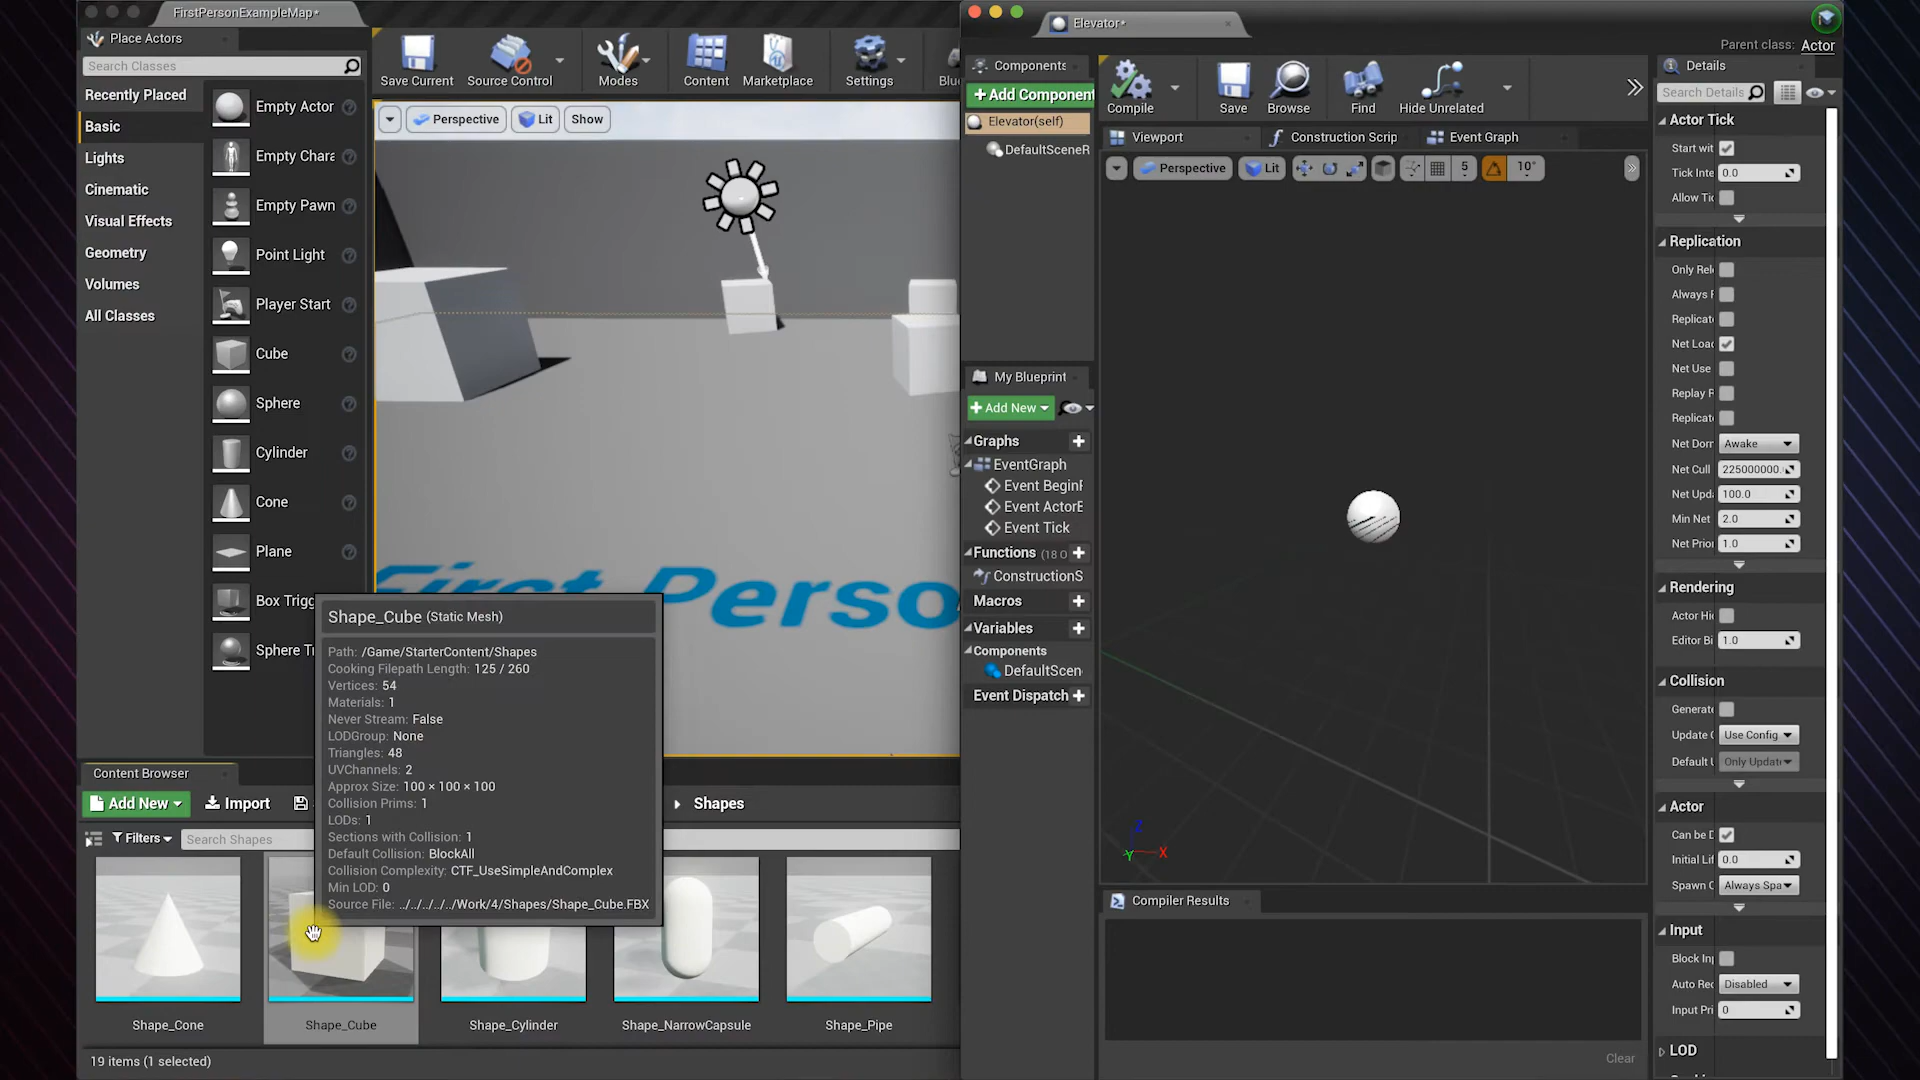 FirstPersonExampleMap*
Place Actors
Search Classes
Recently Placed
Basic
Lights
Cinematic
Visual Effects
Geometry
Volumes
All Classes
Empty Actor
Empty Chara
Empty Pawn
Point Light
Player Start
Cube
Sphere
Cylinder
Cone
Plane
Box Trigg
Sphere Tr
Save Current
Source Control
Modes
Content
Marketplace
Settings
Blu
Perspective
Lit
Show
First Perso
Shape_Cube (Static Mesh)
Path: /Game/StarterContent/Shapes
Cooking Filepath Length: 125 / 260
Vertices: 54
Materials: 1
Never Stream: False
LODGroup: None
Triangles: 48
UVChannels: 2
Approx Size: 100 × 100 × 100
Collision Prims: 1
LODs: 1
Sections with Collision: 1
Default Collision: BlockAll
Collision Complexity: CTF_UseSimpleAndComplex
Min LOD: 0
Source File: ../../../../../Work/4/Shapes/Shape_Cube.FBX
Content Browser
Add New
Import
Shapes
Filters
Search Shapes
Shape_Cone
Shape_Cube
Shape_Cylinder
Shape_NarrowCapsule
Shape_Pipe
19 items (1 selected)
Elevator*
Parent class: Actor
Components
+ Add Component
Elevator(self)
DefaultSceneR
Compile
Save
Browse
Find
Hide Unrelated
Viewport
Construction Scrip
Event Graph
Perspective
Lit
5
10°
My Blueprint
+ Add New
Graphs
EventGraph
Event BeginF
Event ActorE
Event Tick
Functions (18 O
ConstructionS
Macros
Variables
Components
DefaultScen
Event Dispatch
Z
Y
X
Compiler Results
Clear
Details
Search Details
Actor Tick
Start wit
Tick Inte 0.0
Allow Tic
Replication
Only Rel
Always F
Replicat
Net Load
Net Use
Replay R
Replicat
Net Dorr Awake
Net Cull 225000000.
Net Upda 100.0
Min Net 2.0
Net Prior 1.0
Rendering
Actor Hi
Editor Bi 1.0
Collision
Generate
Update C Use Config
Default U Only Updat
Actor
Can be D
Initial Lif 0.0
Spawn C Always Spa
Input
Block In
Auto Rec Disabled
Input Pri 0
LOD